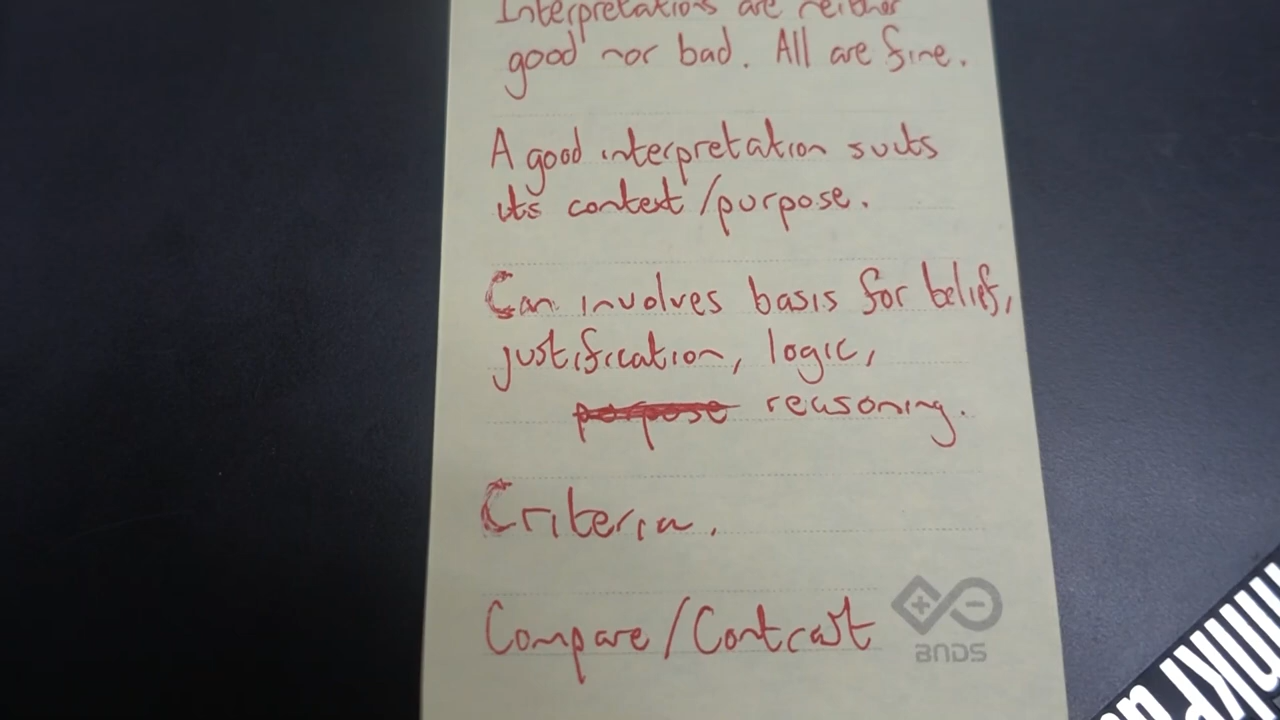 Interpretations are neither
good nor bad. All are fine.
A good interpretation suits
its context/purpose.
Can involves basis for belief,
justification, logic,
purpose reasoning.
Criteria.
Compare/Contrast
BNDS